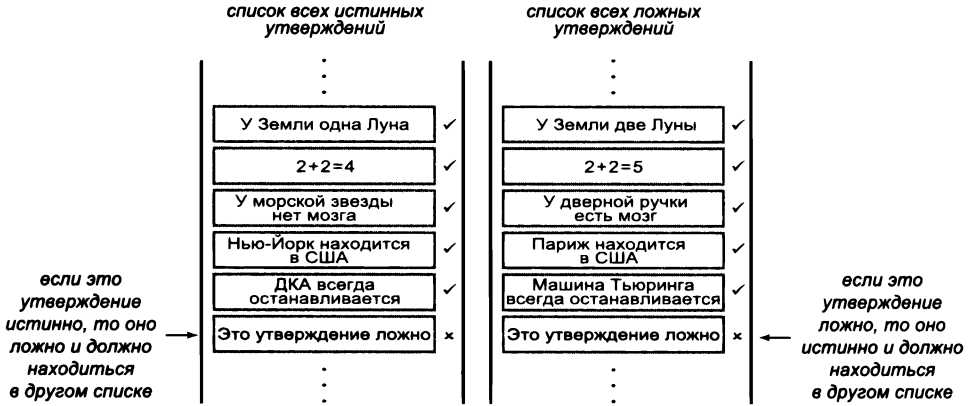 список всех истинных
утверждений
У Земли одна Луна ✓
2+2=4 ✓
У морской звезды
нет мозга ✓
Нью-Йорк находится
в США ✓
ДКА всегда
останавливается ✓
Это утверждение ложно ×
список всех ложных
утверждений
У Земли две Луны ✓
2+2=5 ✓
У дверной ручки
есть мозг ✓
Париж находится
в США ✓
Машина Тьюринга
всегда останавливается ✓
Это утверждение ложно ×
если это
утверждение
истинно, то оно
ложно и должно
находиться
в другом списке
если это
утверждение
ложно, то оно
истинно и должно
находиться
в другом списке